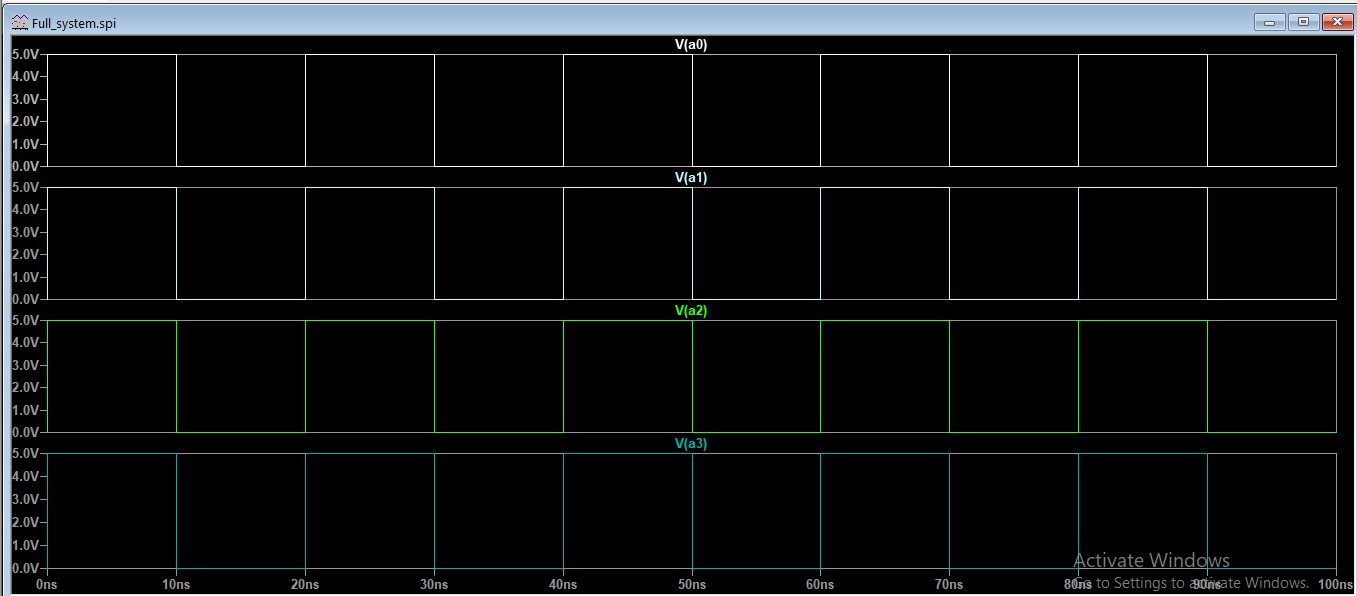 Full_system.spi
V(a0)
5.0V
4.0V
3.0V
2.0V
1.0V
0.0V
V(a1)
5.0V
4.0V
3.0V
2.0V
1.0V
0.0V
V(a2)
5.0V
4.0V
3.0V
2.0V
1.0V
0.0V
V(a3)
5.0V
4.0V
3.0V
2.0V
1.0V
0.0V
0ns 10ns 20ns 30ns 40ns 50ns 60ns 70ns 80ns 90ns 100ns
Activate Windows
Go to Settings to activate Windows.